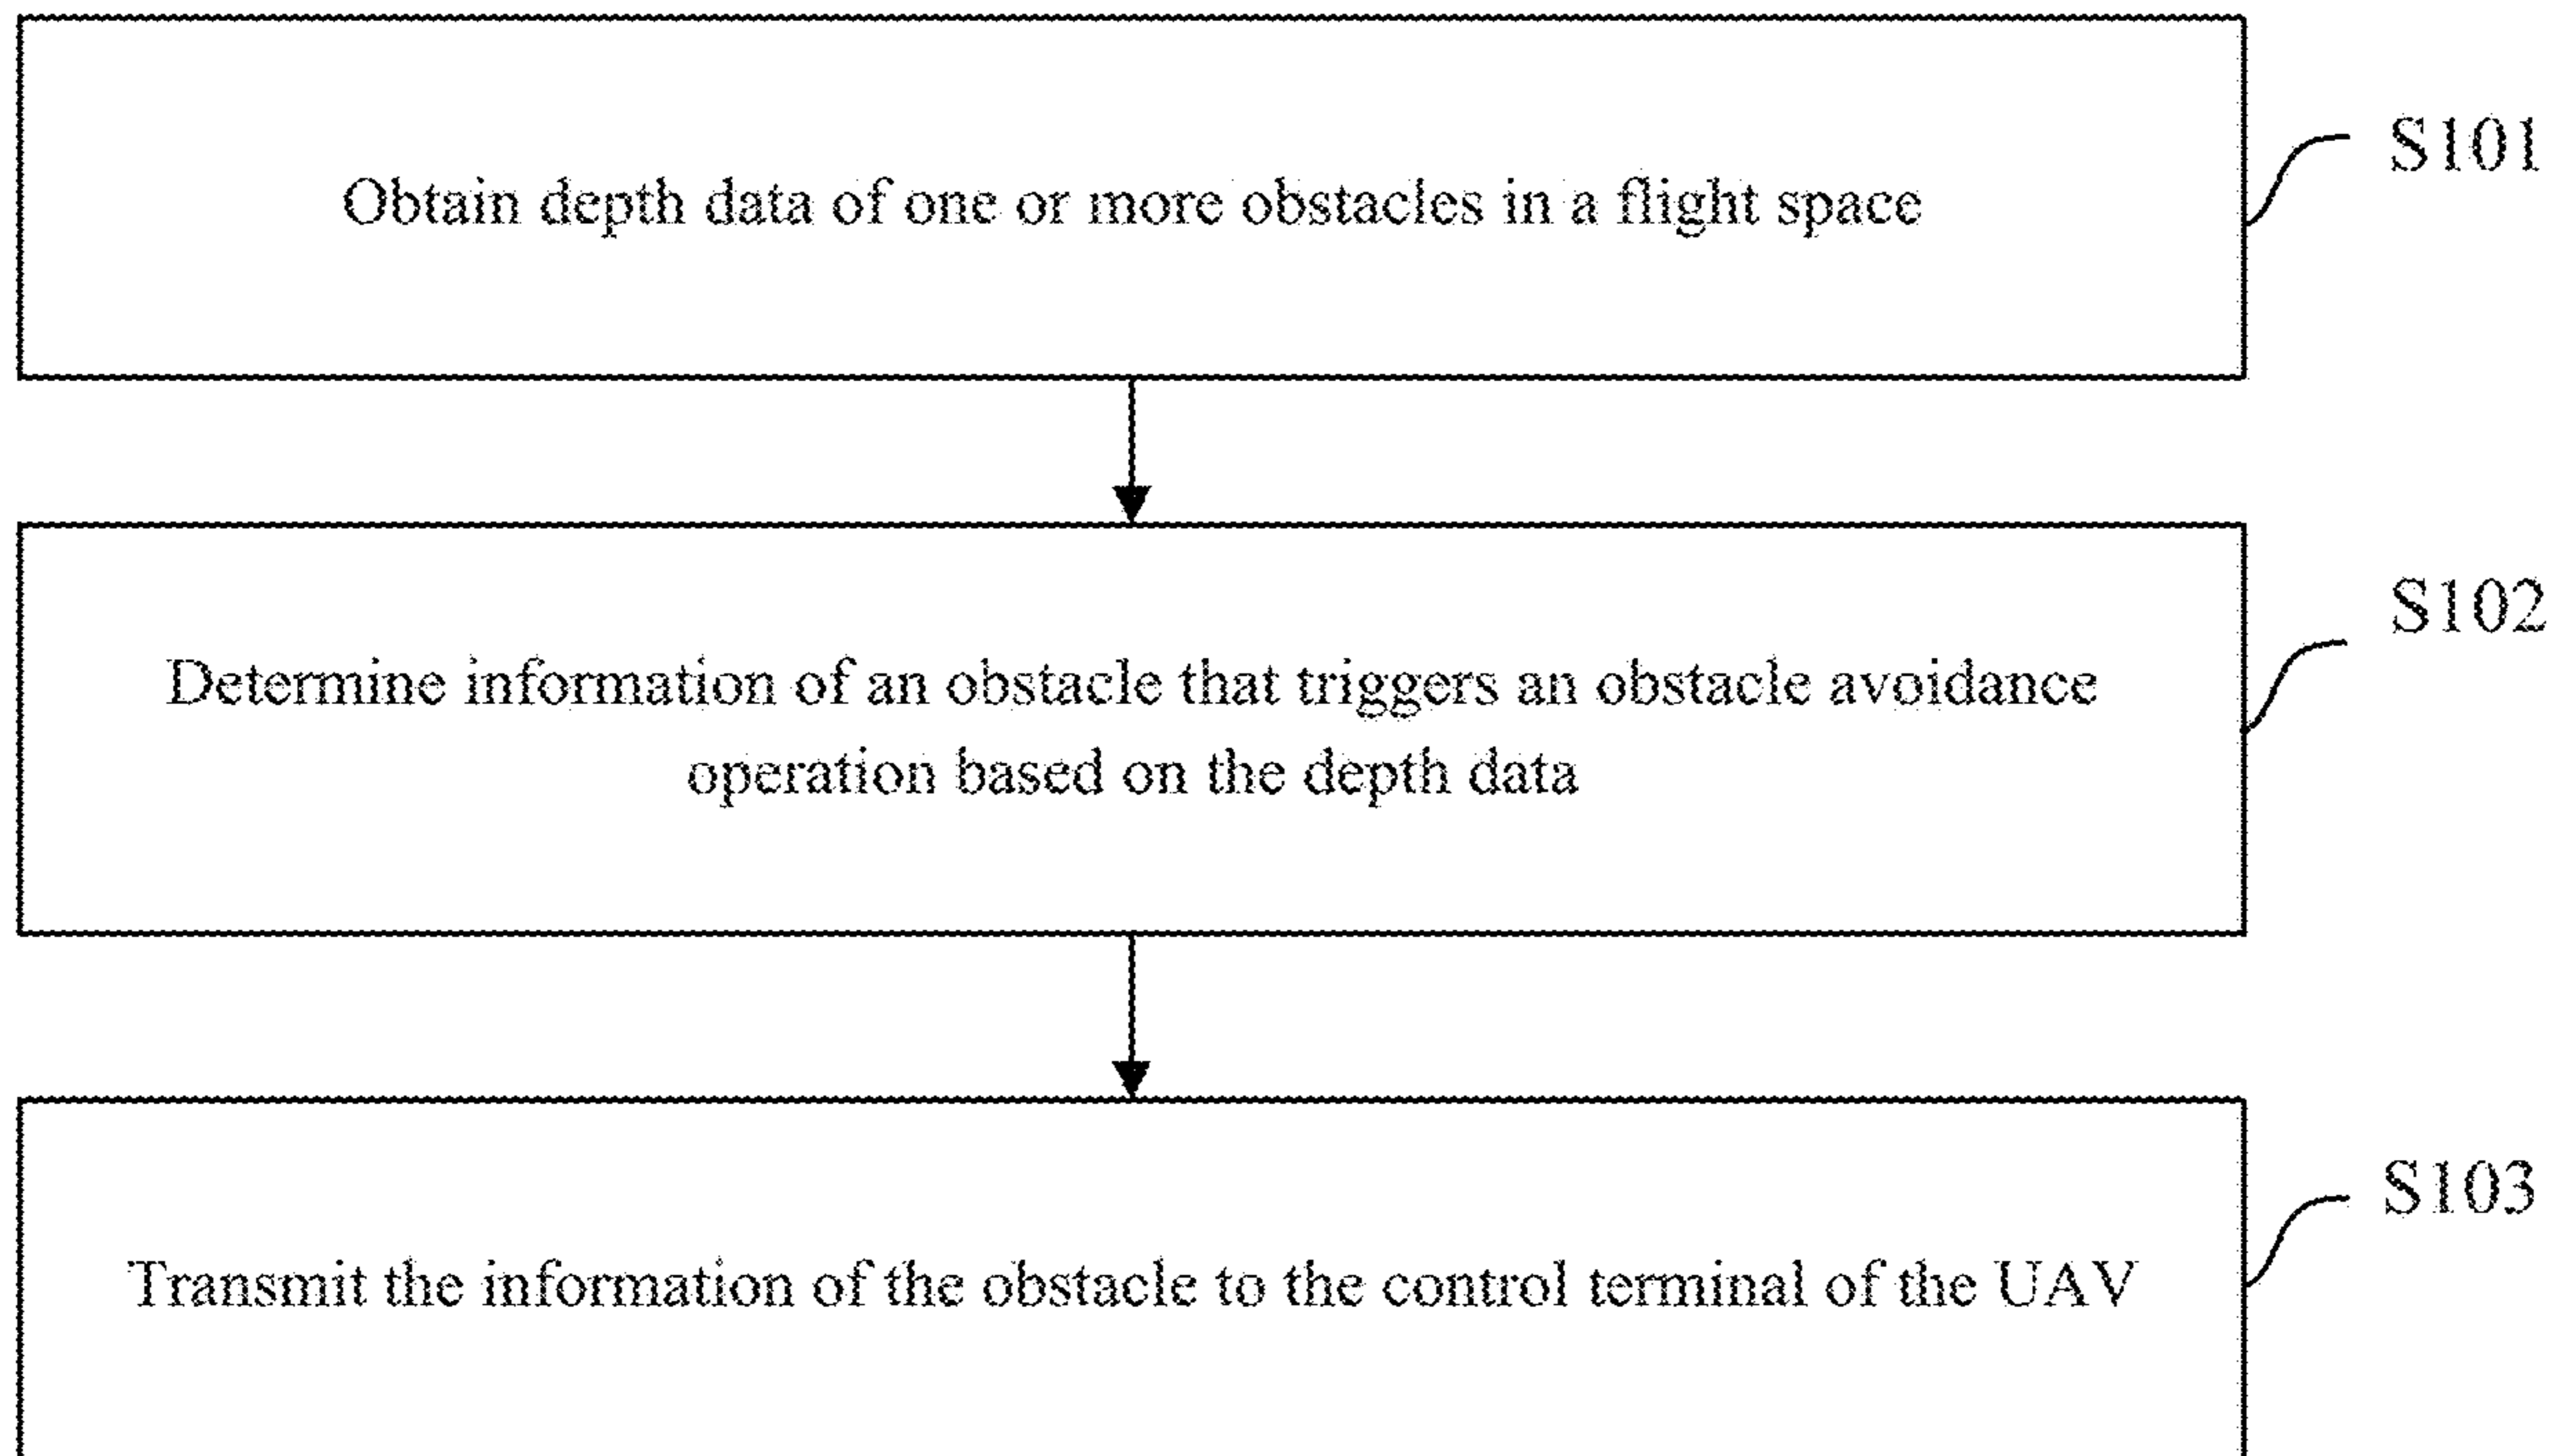 Obtain depth data of one or more obstacles in a flight space
S101
Determine information of an obstacle that triggers an obstacle avoidance
operation based on the depth data
S102
Transmit the information of the obstacle to the control terminal of the UAV
S103